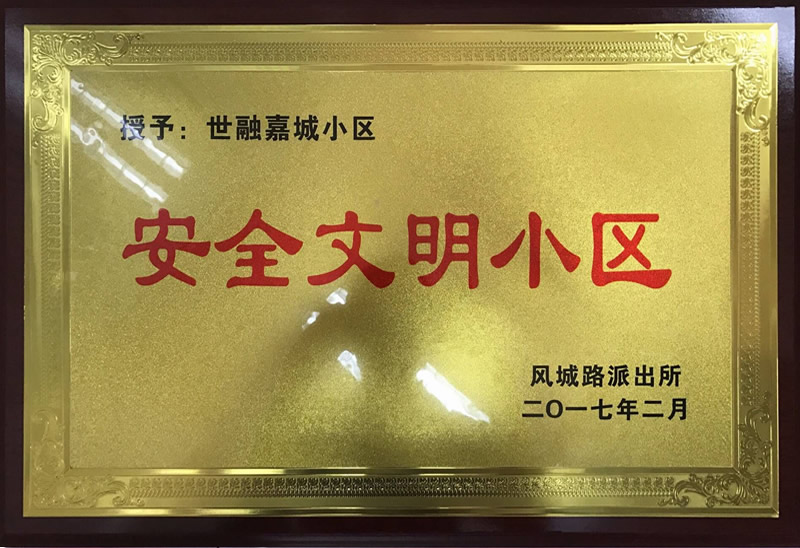 授予：世融嘉城小区
安全文明小区
风城路派出所
二〇一七年二月